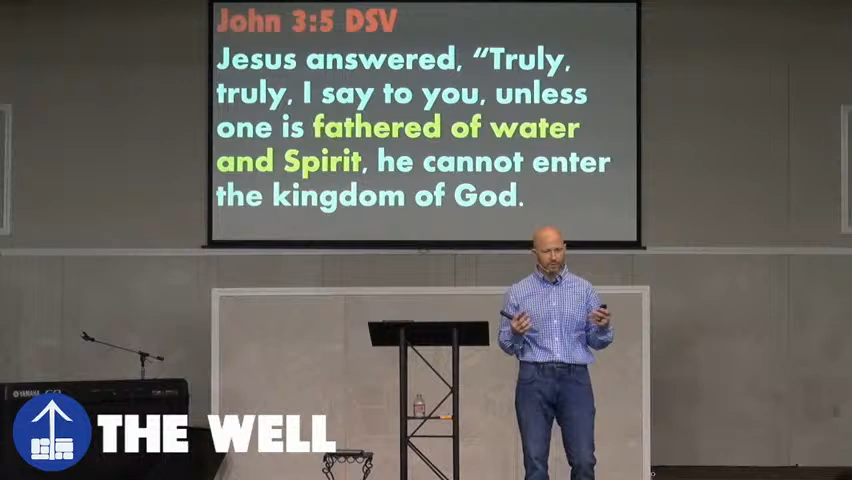 John 3:5 DSV
Jesus answered, “Truly,
truly, I say to you, unless
one is fathered of water
and Spirit, he cannot enter
the kingdom of God.
YAMAHA
THE WELL